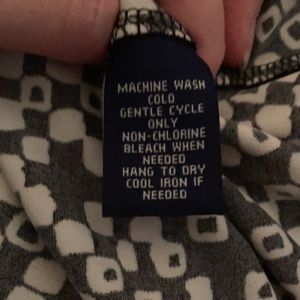 MACHINE WASH
COLD
GENTLE CYCLE
ONLY
NON-CHLORINE
BLEACH WHEN
NEEDED
HANG TO DRY
COOL IRON IF
NEEDED